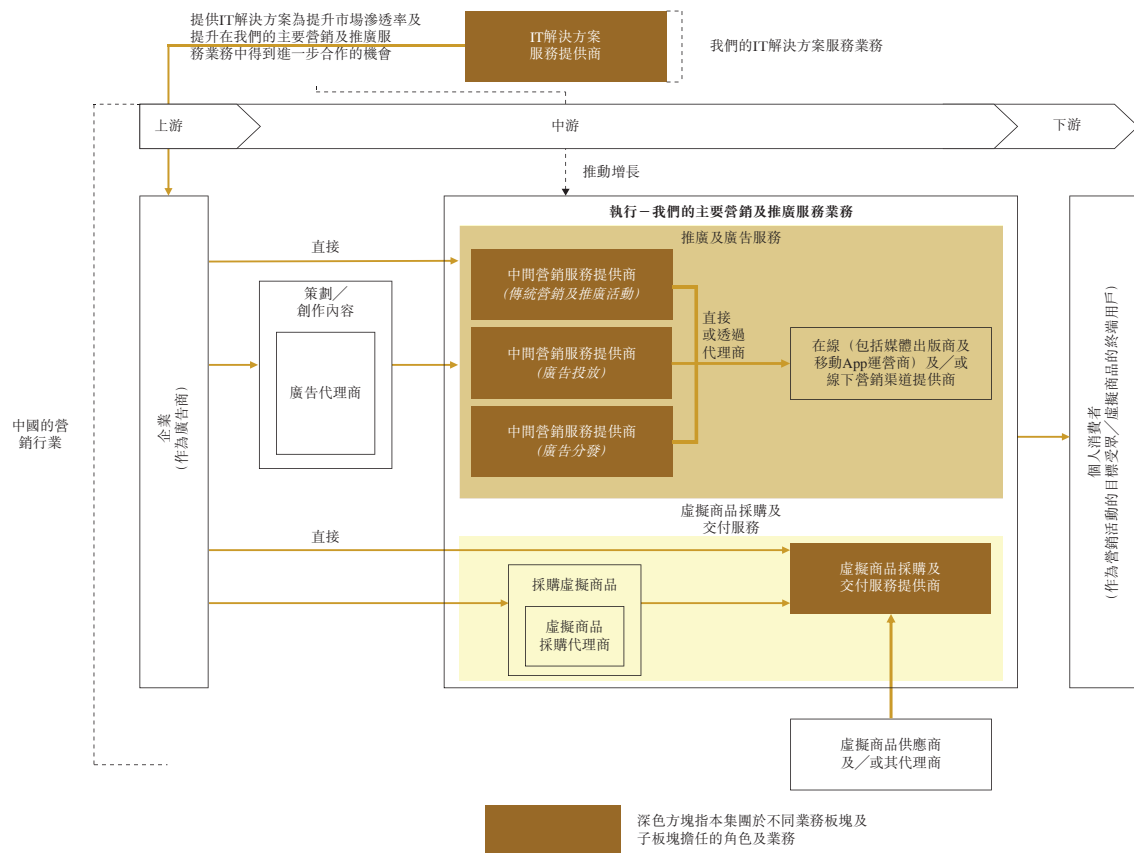 提供IT解決方案為提升市場滲透率及
提升在我們的主要營銷及推廣服
務業務中得到進一步合作的機會
IT解決方案
服務提供商
我們的IT解決方案服務業務
上游
中游
下游
推動增長
中國的營
銷行業
企業
（作為廣告商）
直接
策劃／
創作內容
廣告代理商
執行－我們的主要營銷及推廣服務業務
推廣及廣告服務
中間營銷服務提供商
（傳統營銷及推廣活動）
中間營銷服務提供商
（廣告投放）
中間營銷服務提供商
（廣告分發）
直接
或透過
代理商
在線（包括媒體出版商及
移動App運營商）及／或
線下營銷渠道提供商
虛擬商品採購及
交付服務
直接
採購虛擬商品
虛擬商品
採購代理商
虛擬商品採購及
交付服務提供商
虛擬商品供應商
及／或其代理商
個人消費者
（作為營銷活動的目標受眾／虛擬商品的終端用戶）
深色方塊指本集團於不同業務板塊及
子板塊擔任的角色及業務